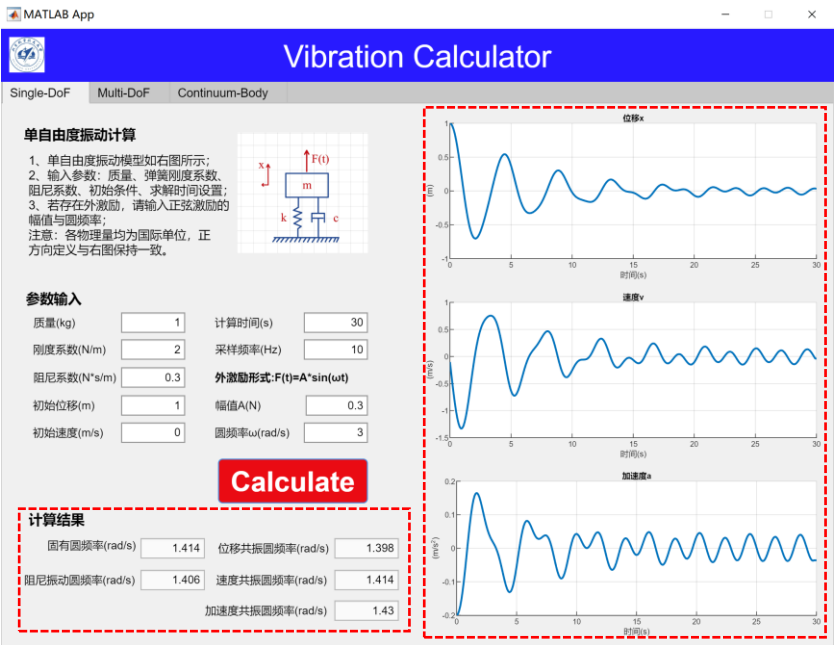 MATLAB App
Vibration Calculator
Single-DoF Multi-DoF Continuum-Body
单自由度振动计算
1、单自由度振动模型如右图所示；
2、输入参数：质量、弹簧刚度系数、
阻尼系数、初始条件、求解时间设置；
3、若存在外激励，请输入正弦激励的
幅值与圆频率；
注意：各物理量均为国际单位，正
方向定义与右图保持一致。
x
F(t)
m
k
c
参数输入
质量(kg) 1 计算时间(s) 30
刚度系数(N/m) 2 采样频率(Hz) 10
阻尼系数(N*s/m) 0.3 外激励形式:F(t)=A*sin(ωt)
初始位移(m) 1 幅值A(N) 0.3
初始速度(m/s) 0 圆频率ω(rad/s) 3
Calculate
计算结果
固有圆频率(rad/s) 1.414 位移共振圆频率(rad/s) 1.398
阻尼振动圆频率(rad/s) 1.406 速度共振圆频率(rad/s) 1.414
加速度共振圆频率(rad/s) 1.43
位移x
1
0.5
0
-0.5
-1
(m)
0 5 10 15 20 25 30
时间(s)
速度v
1
0.5
0
-0.5
-1
-1.5
(m/s)
0 5 10 15 20 25 30
时间(s)
加速度a
0.2
0.1
0
-0.1
-0.2
(m/s²)
0 5 10 15 20 25 30
时间(s)